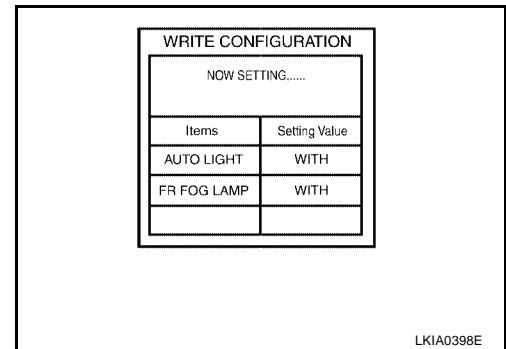 WRITE CONFIGURATION
NOW SETTING......
Items Setting Value
AUTO LIGHT WITH
FR FOG LAMP WITH
LKIA0398E